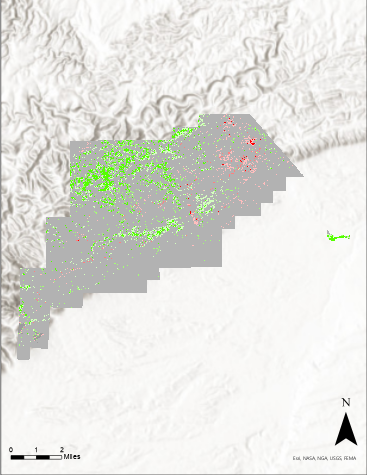 N
0 1 2
Miles
Esri, NASA, NGA, USGS, FEMA